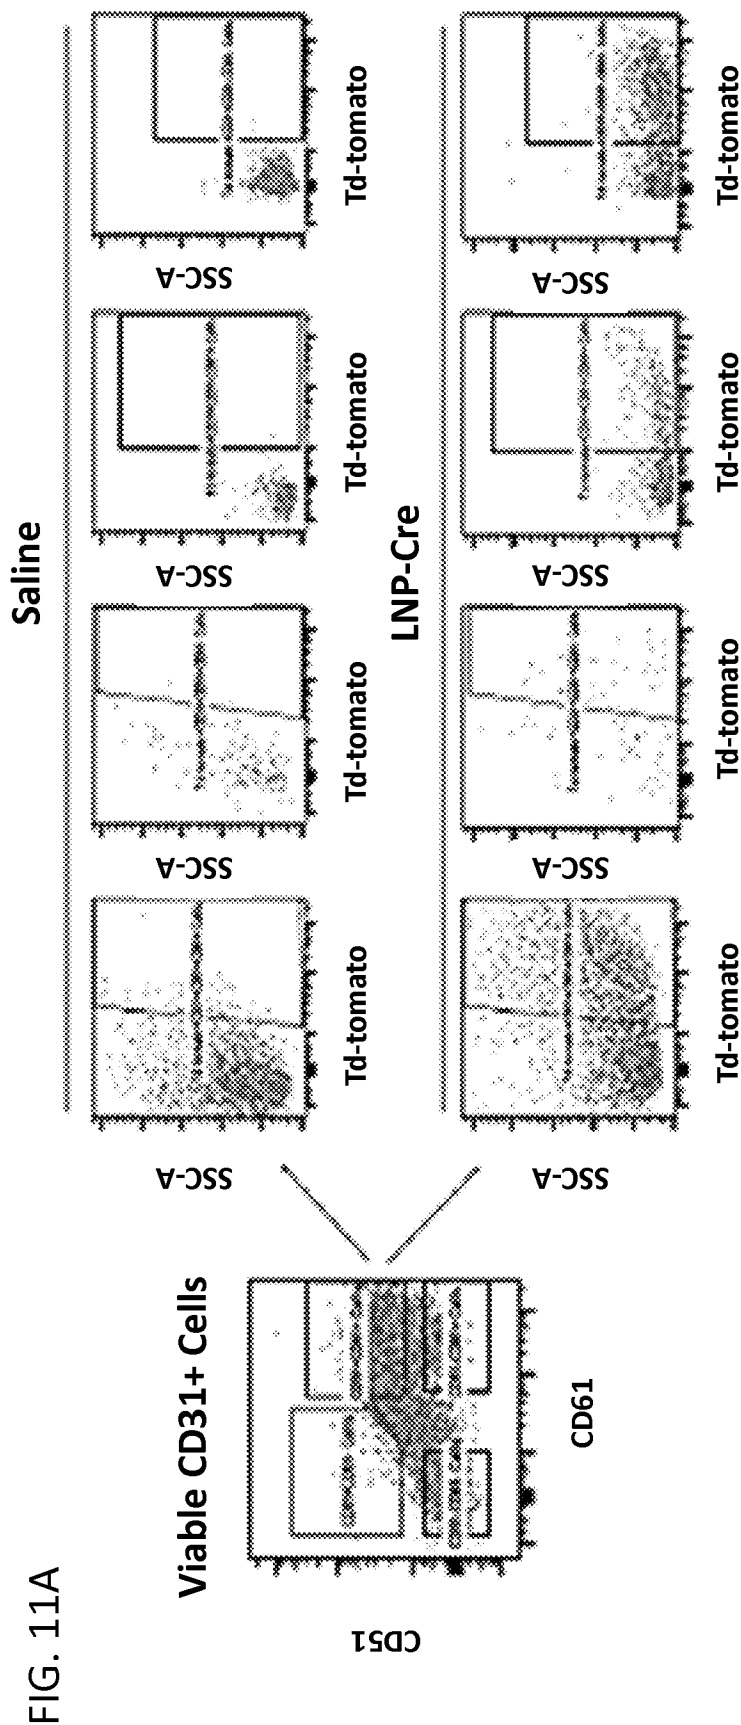 FIG. 11A
Viable CD31+ Cells
CD51
CD61
Saline
SSC-A
Td-tomato
SSC-A
Td-tomato
SSC-A
Td-tomato
SSC-A
Td-tomato
LNP-Cre
SSC-A
Td-tomato
SSC-A
Td-tomato
SSC-A
Td-tomato
SSC-A
Td-tomato